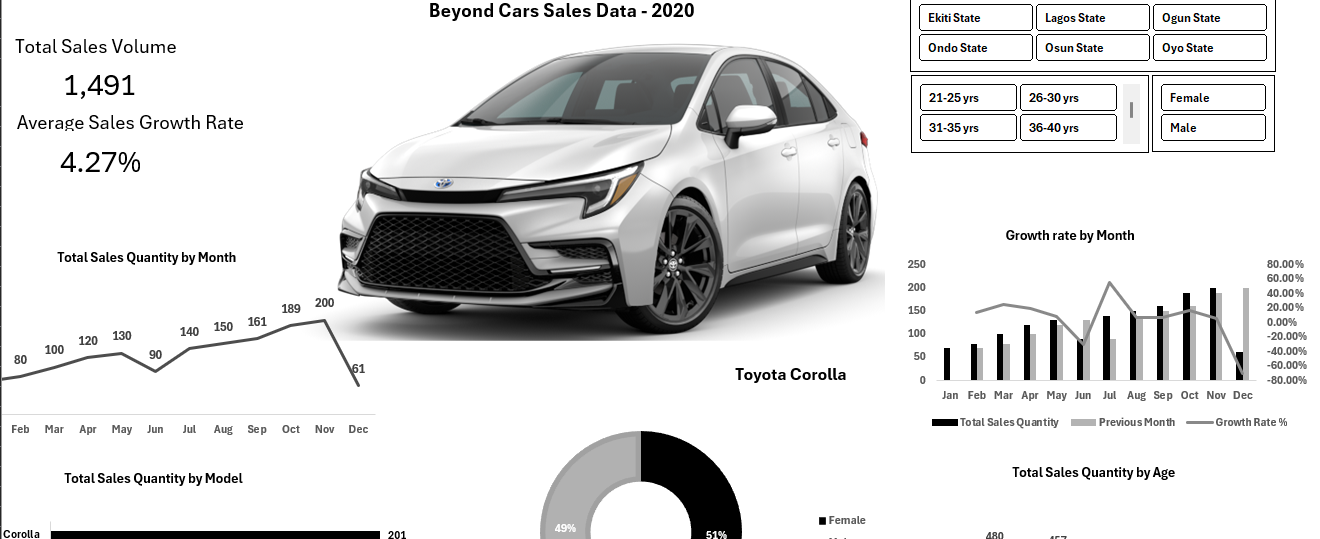 Beyond Cars Sales Data - 2020
Total Sales Volume
1,491
Average Sales Growth Rate
4.27%
Ekiti State
Lagos State
Ogun State
Ondo State
Osun State
Oyo State
21-25 yrs
26-30 yrs
31-35 yrs
36-40 yrs
Female
Male
Total Sales Quantity by Month
80
100
120
130
90
140
150
161
189
200
61
Feb Mar Apr May Jun Jul Aug Sep Oct Nov Dec
Toyota Corolla
Growth rate by Month
250
200
150
100
50
0
80.00%
60.00%
40.00%
20.00%
0.00%
-20.00%
-40.00%
-60.00%
-80.00%
Jan Feb Mar Apr May Jun Jul Aug Sep Oct Nov Dec
Total Sales Quantity Previous Month Growth Rate %
Total Sales Quantity by Model
Corolla
201
49%
51%
Female
Total Sales Quantity by Age
480